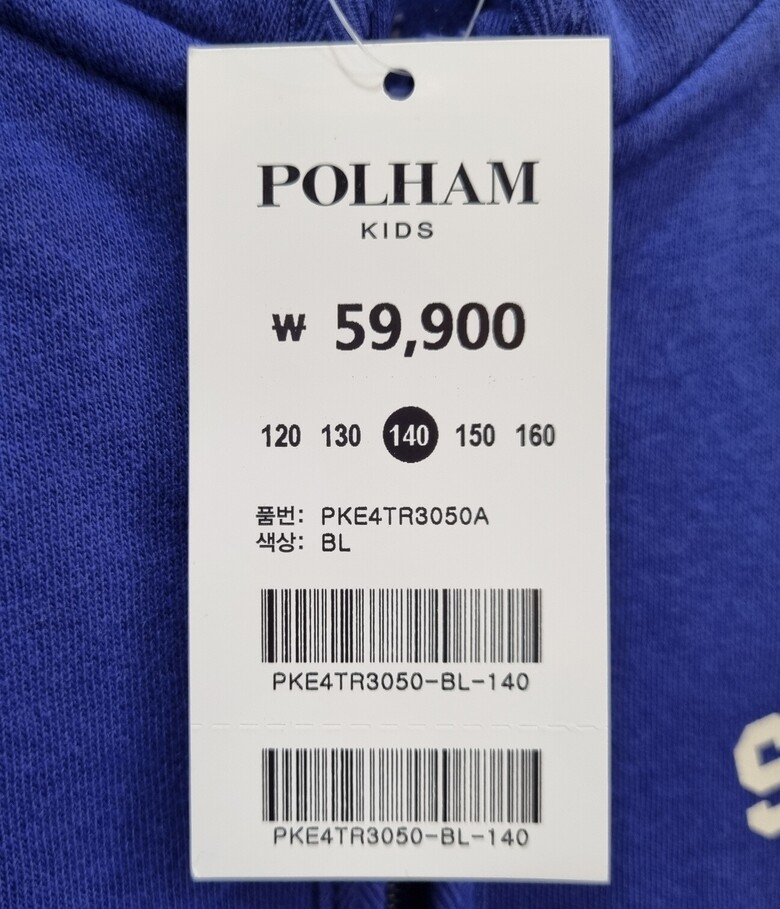 POLHAM
KIDS
₩ 59,900
120 130 140 150 160
품번: PKE4TR3050A
색상: BL
PKE4TR3050-BL-140
PKE4TR3050-BL-140
S